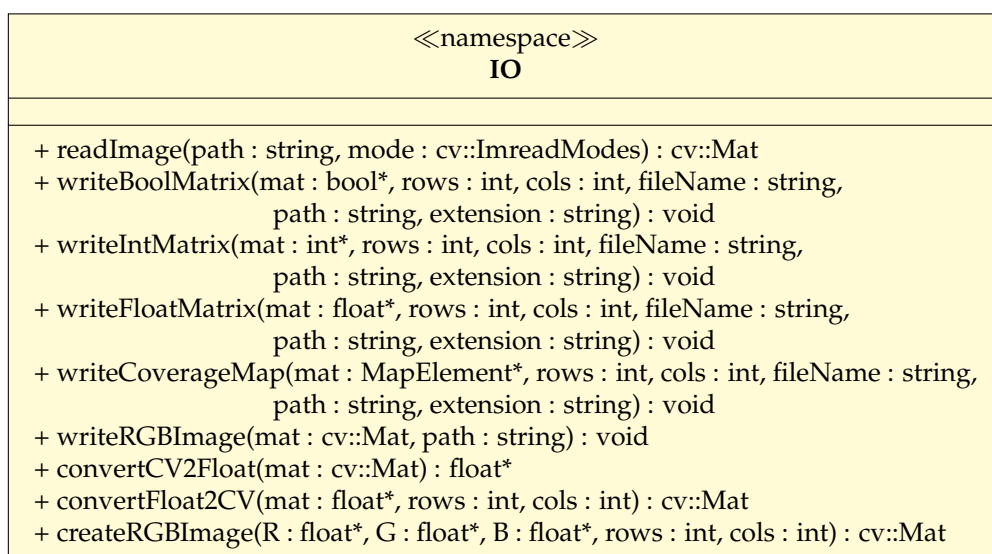 ≪namespace≫
IO
+ readImage(path : string, mode : cv::ImreadModes) : cv::Mat
+ writeBoolMatrix(mat : bool*, rows : int, cols : int, fileName : string,
path : string, extension : string) : void
+ writeIntMatrix(mat : int*, rows : int, cols : int, fileName : string,
path : string, extension : string) : void
+ writeFloatMatrix(mat : float*, rows : int, cols : int, fileName : string,
path : string, extension : string) : void
+ writeCoverageMap(mat : MapElement*, rows : int, cols : int, fileName : string,
path : string, extension : string) : void
+ writeRGBImage(mat : cv::Mat, path : string) : void
+ convertCV2Float(mat : cv::Mat) : float*
+ convertFloat2CV(mat : float*, rows : int, cols : int) : cv::Mat
+ createRGBImage(R : float*, G : float*, B : float*, rows : int, cols : int) : cv::Mat